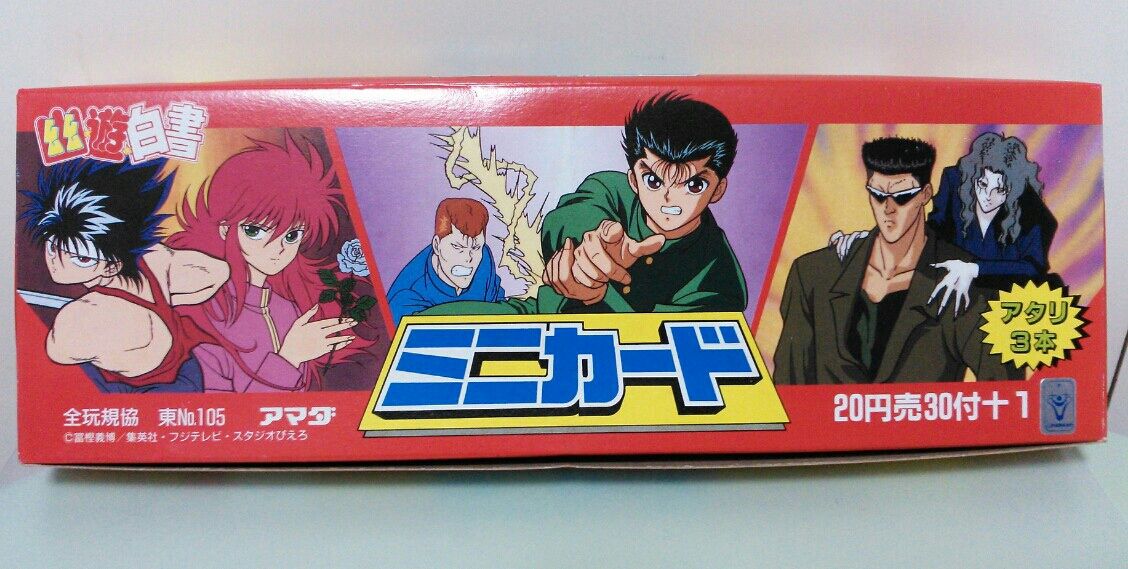 幽遊白書
ミニカード
アタリ
3本
全玩規協 東No.105 アマダ
©冨樫義博/集英社・フジテレビ・スタジオぴえろ
20円売30付+1